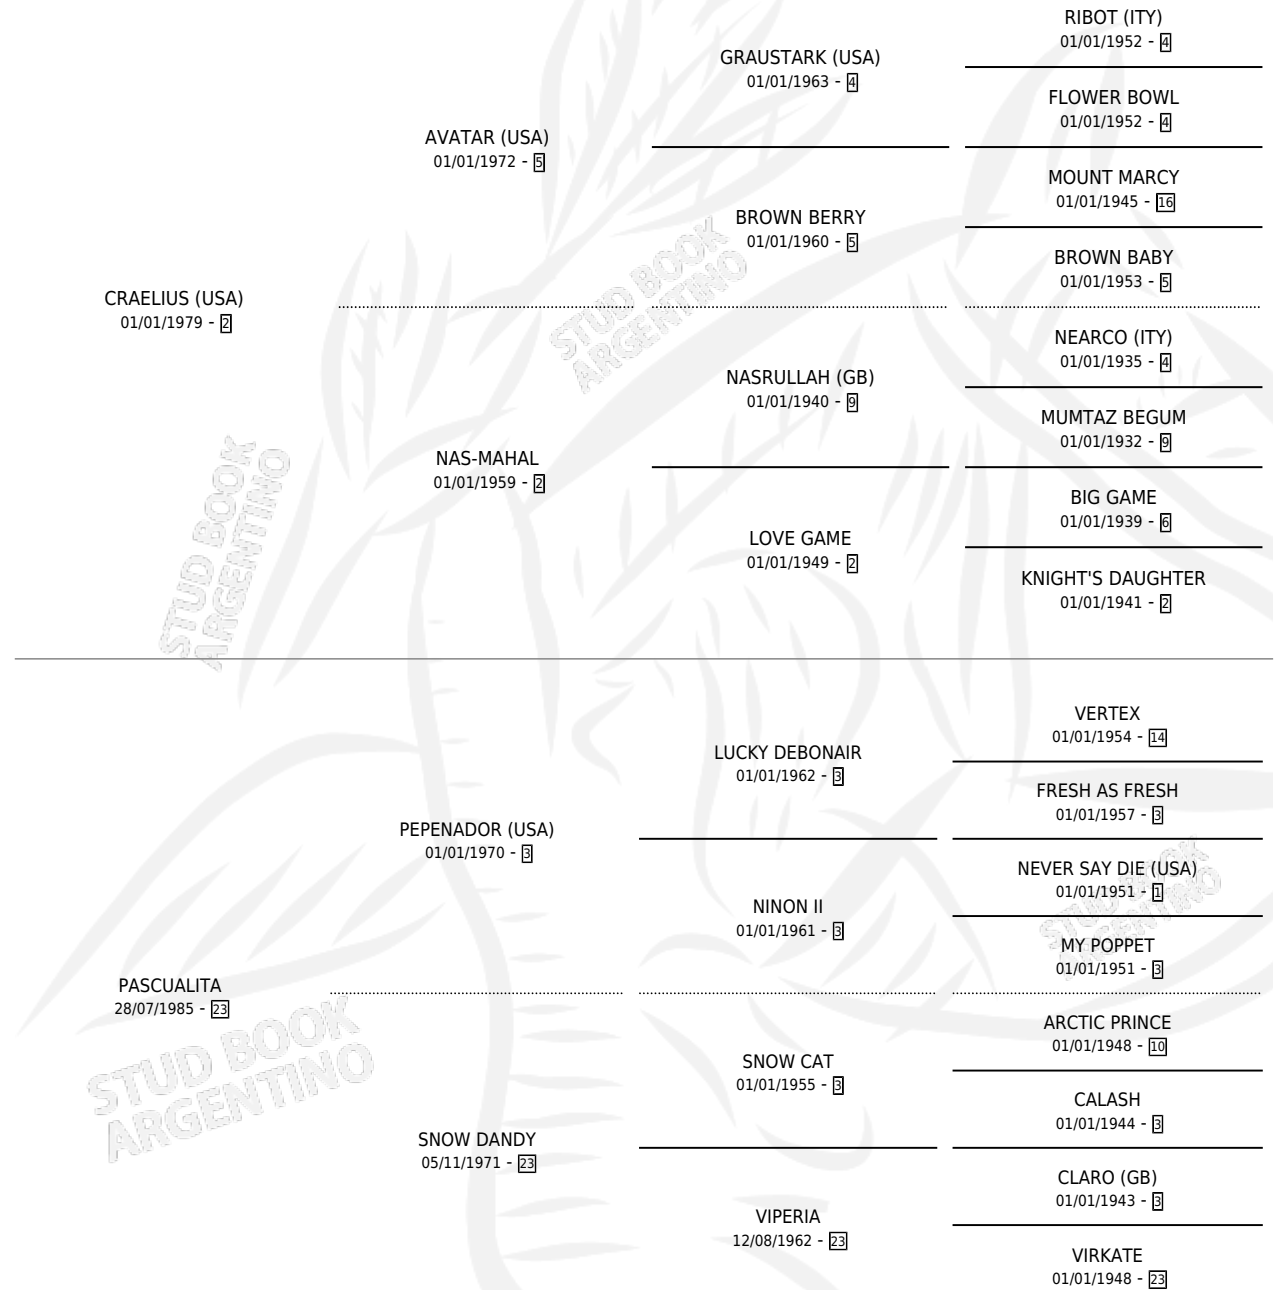 RIBOT (ITY)
01/01/1952 - 4
GRAUSTARK (USA)
01/01/1963 - 4
FLOWER BOWL
01/01/1952 - 4
AVATAR (USA)
01/01/1972 - 5
MOUNT MARCY
01/01/1945 - 16
BROWN BERRY
01/01/1960 - 5
BROWN BABY
01/01/1953 - 5
CRAELIUS (USA)
01/01/1979 - 2
STUD BOOK
ARGENTINO
NEARCO (ITY)
01/01/1935 - 4
NASRULLAH (GB)
01/01/1940 - 9
MUMTAZ BEGUM
01/01/1932 - 9
NAS-MAHAL
01/01/1959 - 2
BIG GAME
01/01/1939 - 6
LOVE GAME
01/01/1949 - 2
KNIGHT'S DAUGHTER
01/01/1941 - 2
STUD BOOK
ARGENTINO
VERTEX
01/01/1954 - 14
LUCKY DEBONAIR
01/01/1962 - 3
FRESH AS FRESH
01/01/1957 - 3
PEPENADOR (USA)
01/01/1970 - 3
NEVER SAY DIE (USA)
01/01/1951 - 1
STUD BOOK
ARGENTINO
NINON II
01/01/1961 - 3
MY POPPET
01/01/1951 - 3
PASCUALITA
28/07/1985 - 23
STUD BOOK
ARGENTINO
ARCTIC PRINCE
01/01/1948 - 10
SNOW CAT
01/01/1955 - 3
CALASH
01/01/1944 - 3
SNOW DANDY
05/11/1971 - 23
CLARO (GB)
01/01/1943 - 3
VIPERIA
12/08/1962 - 23
VIRKATE
01/01/1948 - 23